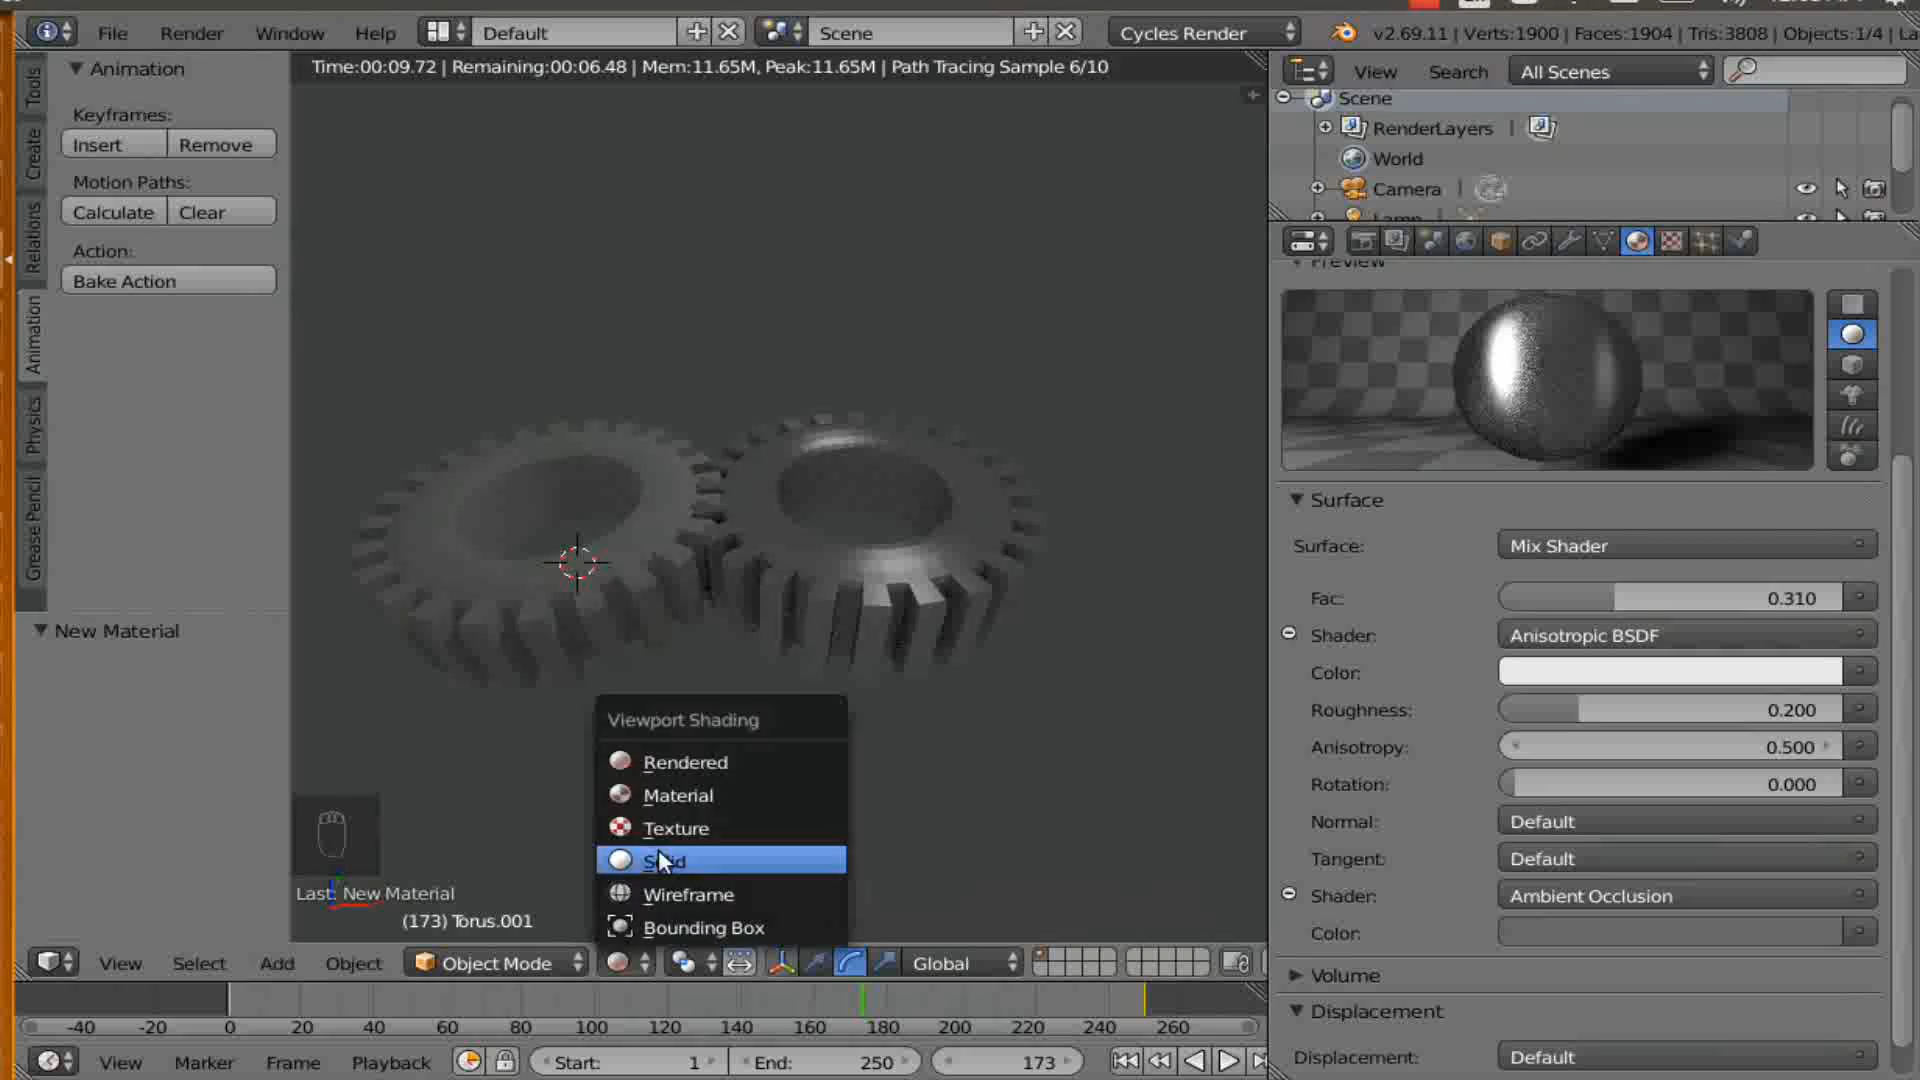 File Render Window Help Default Scene Cycles Render v2.69.11 | Verts:1900 | Faces:1904 | Tris:3808 | Objects:1/4 | La
Time:00:09.72 | Remaining:00:06.48 | Mem:11.65M, Peak:11.65M | Path Tracing Sample 6/10
Tools
Create
Relations
Animation
Physics
Grease Pencil
Animation
Keyframes:
Insert Remove
Motion Paths:
Calculate Clear
Action:
Bake Action
New Material
View Search All Scenes
Scene
RenderLayers |
World
Camera |
Lamp
Preview
Surface
Surface: Mix Shader
Fac: 0.310
Shader: Anisotropic BSDF
Color:
Roughness: 0.200
Anisotropy: 0.500
Rotation: 0.000
Normal: Default
Tangent: Default
Shader: Ambient Occlusion
Color:
Volume
Displacement
Displacement: Default
Viewport Shading
Rendered
Material
Texture
Solid
Wireframe
Bounding Box
Last: New Material
(173) Torus.001
View Select Add Object Object Mode Global
-40 -20 0 20 40 60 80 100 120 140 160 180 200 220 240 260
View Marker Frame Playback Start: 1 End: 250 173